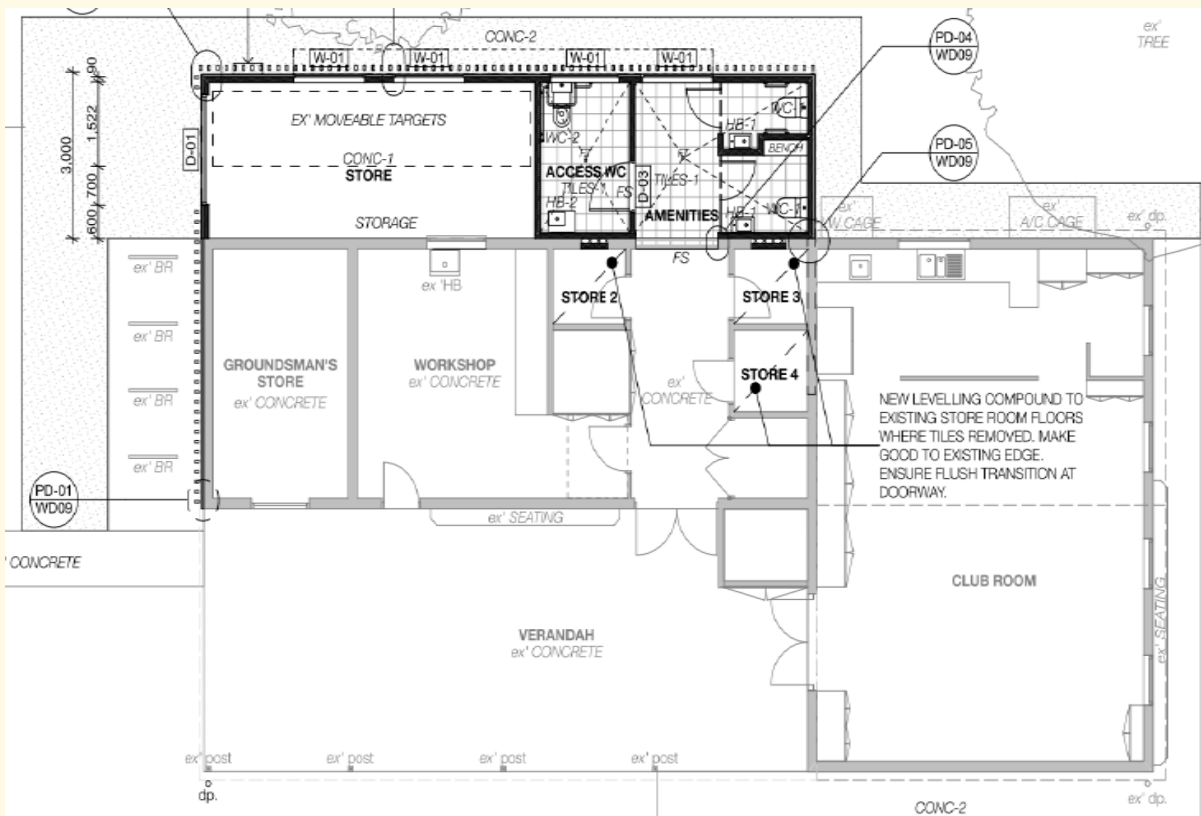 CONC-2
PD-04
WD09
ex'
TREE
W-01
W-01
W-01
W-01
90
1,522
3,000
700
600
D-01
EX' MOVEABLE TARGETS
CONC-1
STORE
STORAGE
WC-2
ACCESS WC
TILES-1
HB-2
FS
D-03
TILES-1
AMENITIES
HB-1
WC-1
BENCH
HB-1
WC-1
FS
PD-05
WD09
ex'
ex'
A/C CAGE
ex' dp.
ex' BR
ex' BR
ex' BR
ex' BR
ex' HB
STORE 2
STORE 3
STORE 4
GROUNDSMAN'S
STORE
ex' CONCRETE
WORKSHOP
ex' CONCRETE
ex'
CONCRETE
NEW LEVELLING COMPOUND TO
EXISTING STORE ROOM FLOORS
WHERE TILES REMOVED. MAKE
GOOD TO EXISTING EDGE.
ENSURE FLUSH TRANSITION AT
DOORWAY.
PD-01
WD09
ex' SEATING
' CONCRETE
CLUB ROOM
VERANDAH
ex' CONCRETE
ex' SEATING
ex' post
ex' post
ex' post
ex' post
dp.
CONC-2
ex' dp.